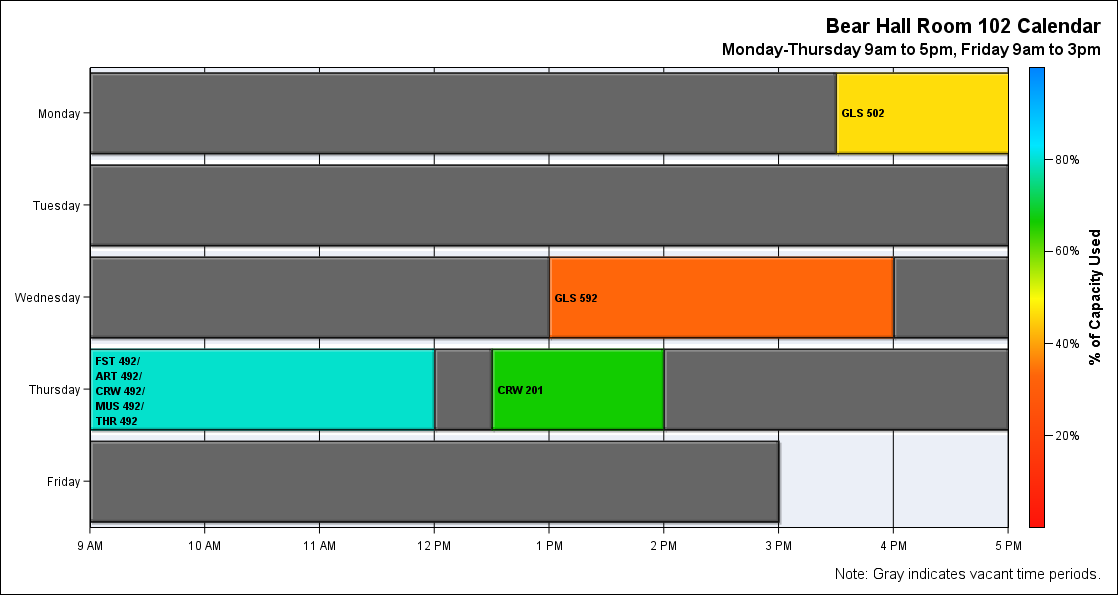 Bear Hall Room 102 Calendar
Monday-Thursday 9am to 5pm, Friday 9am to 3pm
Monday
GLS 502
Tuesday
Wednesday
GLS 592
Thursday
FST 492/
ART 492/
CRW 492/
MUS 492/
THR 492
CRW 201
Friday
9 AM
10 AM
11 AM
12 PM
1 PM
2 PM
3 PM
4 PM
5 PM
80%
60%
40%
20%
% of Capacity Used
Note: Gray indicates vacant time periods.